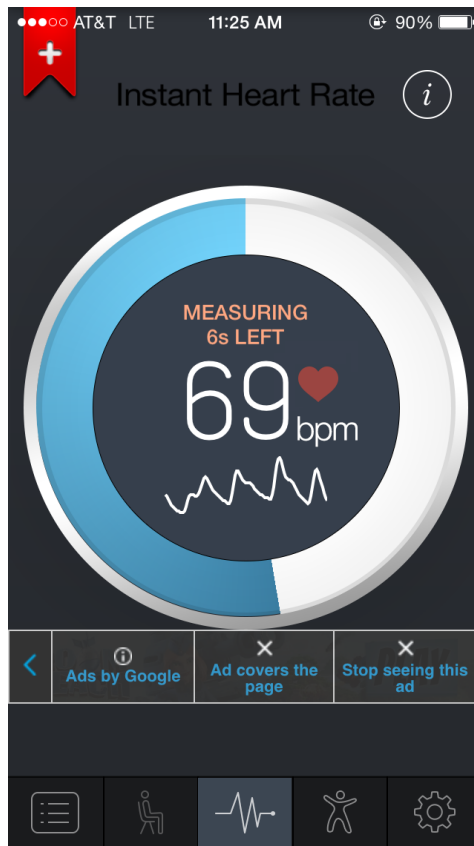 AT&T LTE 11:25 AM 90%
Instant Heart Rate i
MEASURING
6s LEFT
69
bpm
Ads by Google
Ad covers the
page
Stop seeing this
ad